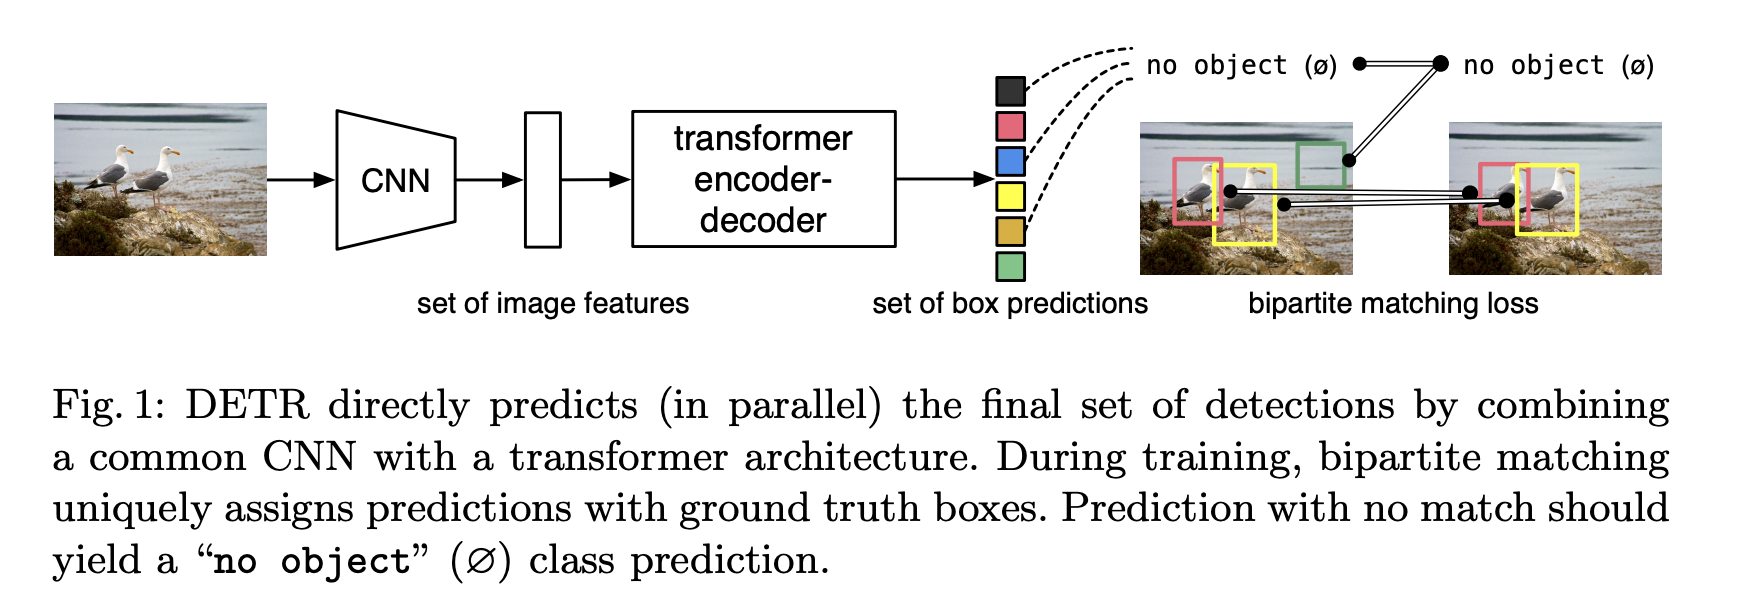 no object (ø)
no object (ø)
CNN
transformer
encoder-
decoder
set of image features
set of box predictions
bipartite matching loss
Fig. 1: DETR directly predicts (in parallel) the final set of detections by combining
a common CNN with a transformer architecture. During training, bipartite matching
uniquely assigns predictions with ground truth boxes. Prediction with no match should
yield a “no object” (∅) class prediction.